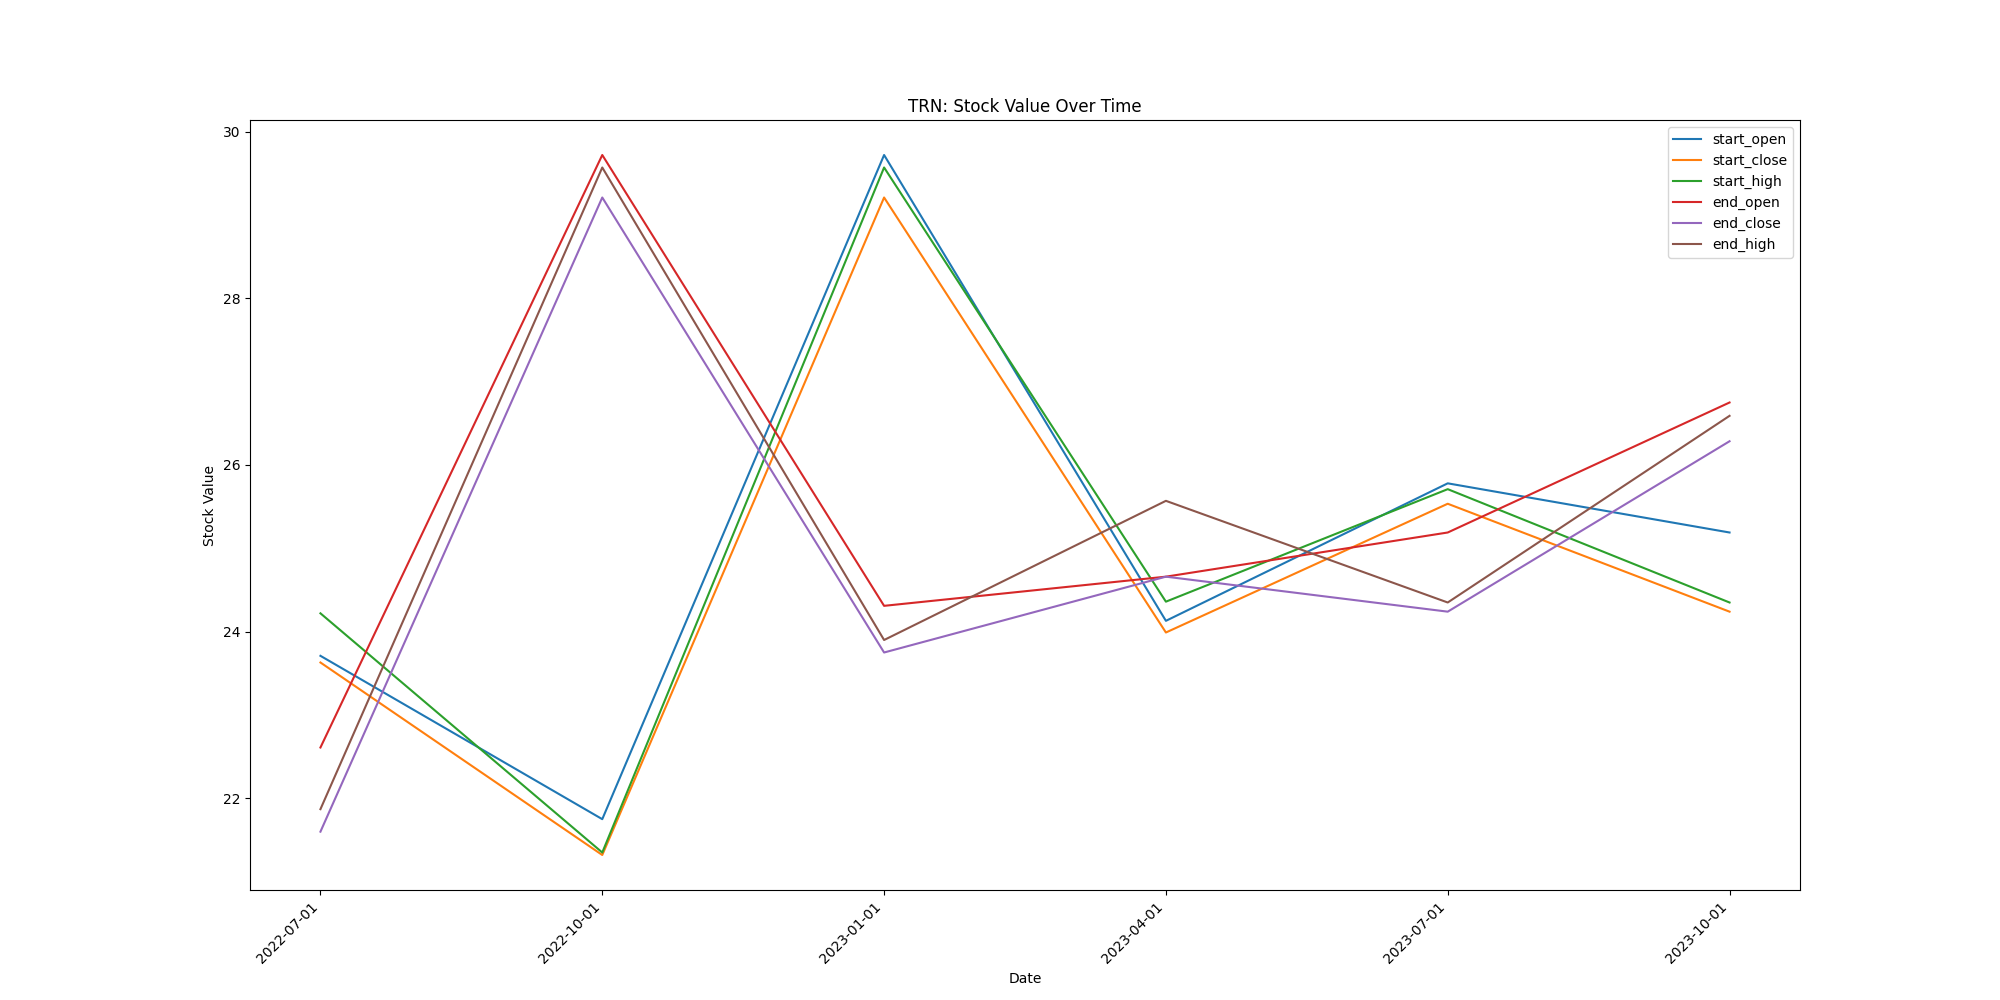 TRN: Stock Value Over Time
30
28
26
24
22
Stock Value
start_open
start_close
start_high
end_open
end_close
end_high
2022-07-01
2022-10-01
2023-01-01
2023-04-01
2023-07-01
2023-10-01
Date